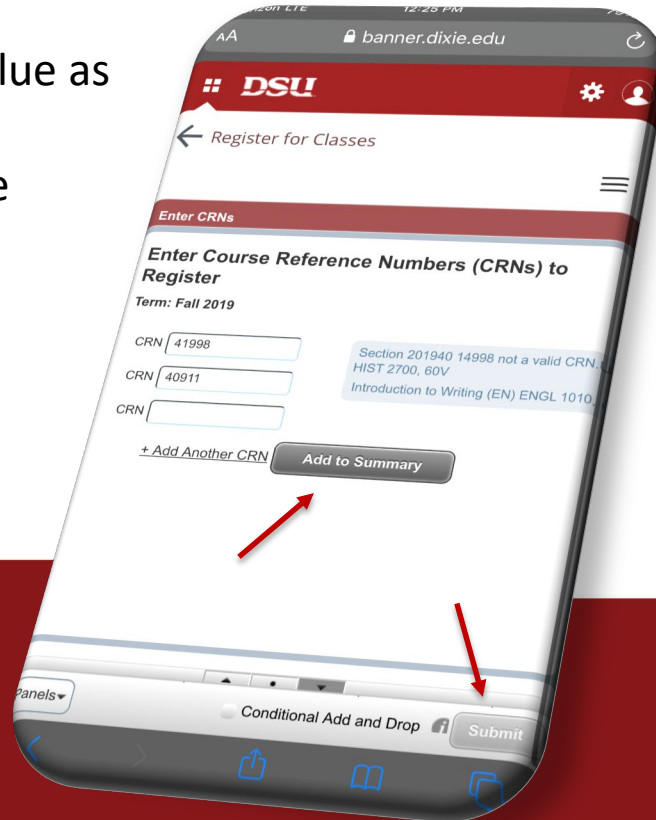 lue as
e
12:25 PM
AA banner.dixie.edu
DSU
Register for Classes
Enter CRNs
Enter Course Reference Numbers (CRNs) to
Register
Term: Fall 2019
CRN 41998
Section 201940 14998 not a valid CRN.
HIST 2700, 60V
CRN 40911
Introduction to Writing (EN) ENGL 1010,
CRN
+ Add Another CRN Add to Summary
Panels
Conditional Add and Drop Submit